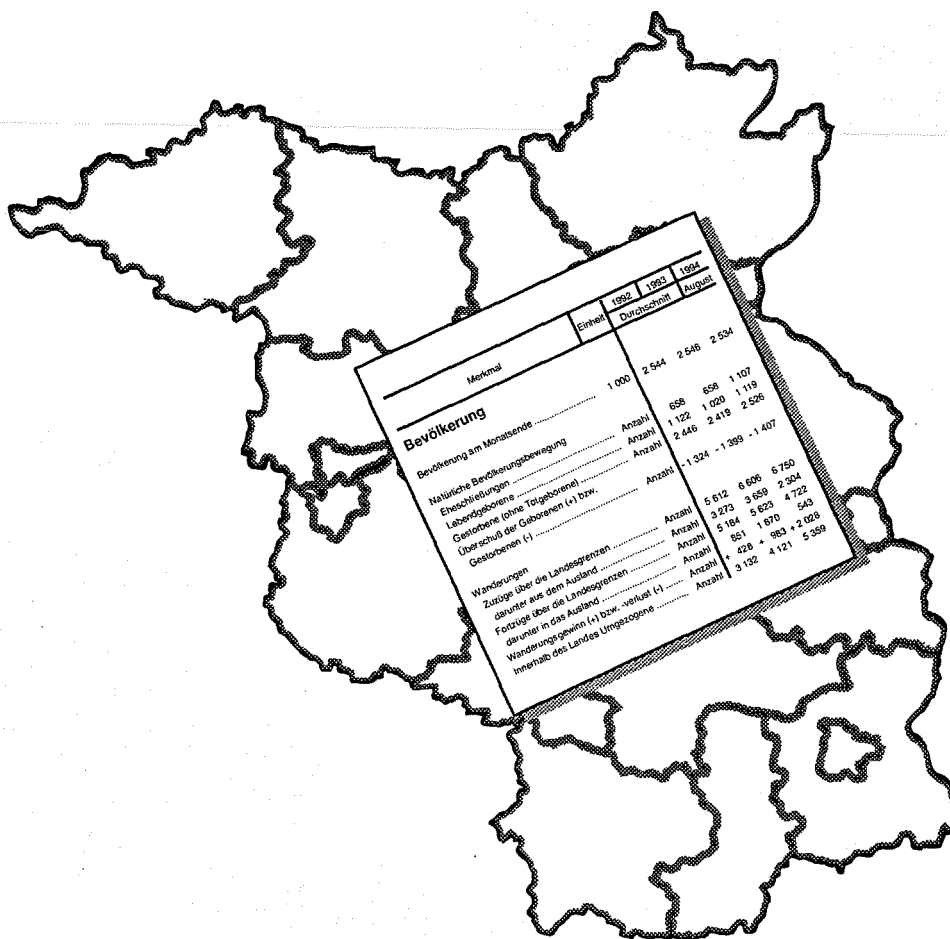 Merkmal Einheit 1992 1993 1994
Durchschnitt August
Bevölkerung
Bevölkerung am Monatsende ............ 1 000 2 544 2 546 2 534
Natürliche Bevölkerungsbewegung
Eheschließungen ............ Anzahl 658 658 1 107
Lebendgeborene ............ Anzahl 1 122 1 020 1 119
Gestorbene (ohne Totgeborene) ............ Anzahl 2 446 2 419 2 526
Überschuß der Geborenen (+) bzw.
Gestorbenen (-) ............ Anzahl - 1 324 - 1 399 - 1 407
Wanderungen
Zuzüge über die Landesgrenzen ............ Anzahl 5 612 6 606 6 750
darunter aus dem Ausland ............ Anzahl 3 273 3 659 2 304
Fortzüge über die Landesgrenzen ............ Anzahl 5 184 5 623 4 722
darunter in das Ausland ............ Anzahl 851 1 670 543
Wanderungsgewinn (+) bzw. -verlust (-) ...... Anzahl + 428 + 983 + 2 028
Innerhalb des Landes Umgezogene ............ Anzahl 3 132 4 121 5 359